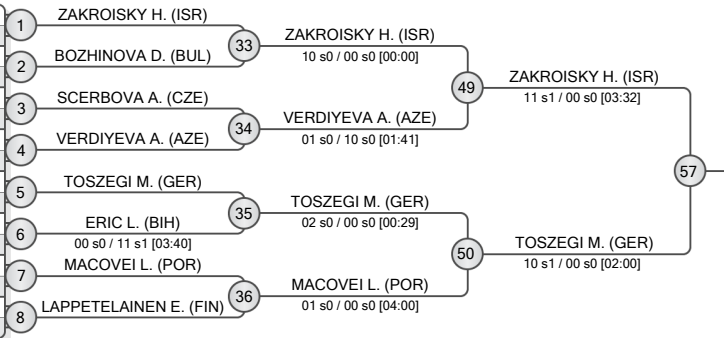 1
ZAKROISKY H. (ISR)
2
BOZHINOVA D. (BUL)
33
ZAKROISKY H. (ISR)
10 s0 / 00 s0 [00:00]
3
SCERBOVA A. (CZE)
4
VERDIYEVA A. (AZE)
34
VERDIYEVA A. (AZE)
01 s0 / 10 s0 [01:41]
49
ZAKROISKY H. (ISR)
11 s1 / 00 s0 [03:32]
57
5
TOSZEGI M. (GER)
6
ERIC L. (BIH)
00 s0 / 11 s1 [03:40]
35
TOSZEGI M. (GER)
02 s0 / 00 s0 [00:29]
7
MACOVEI L. (POR)
8
LAPPETELAINEN E. (FIN)
36
MACOVEI L. (POR)
01 s0 / 00 s0 [04:00]
50
TOSZEGI M. (GER)
10 s1 / 00 s0 [02:00]